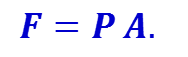 F = P A.